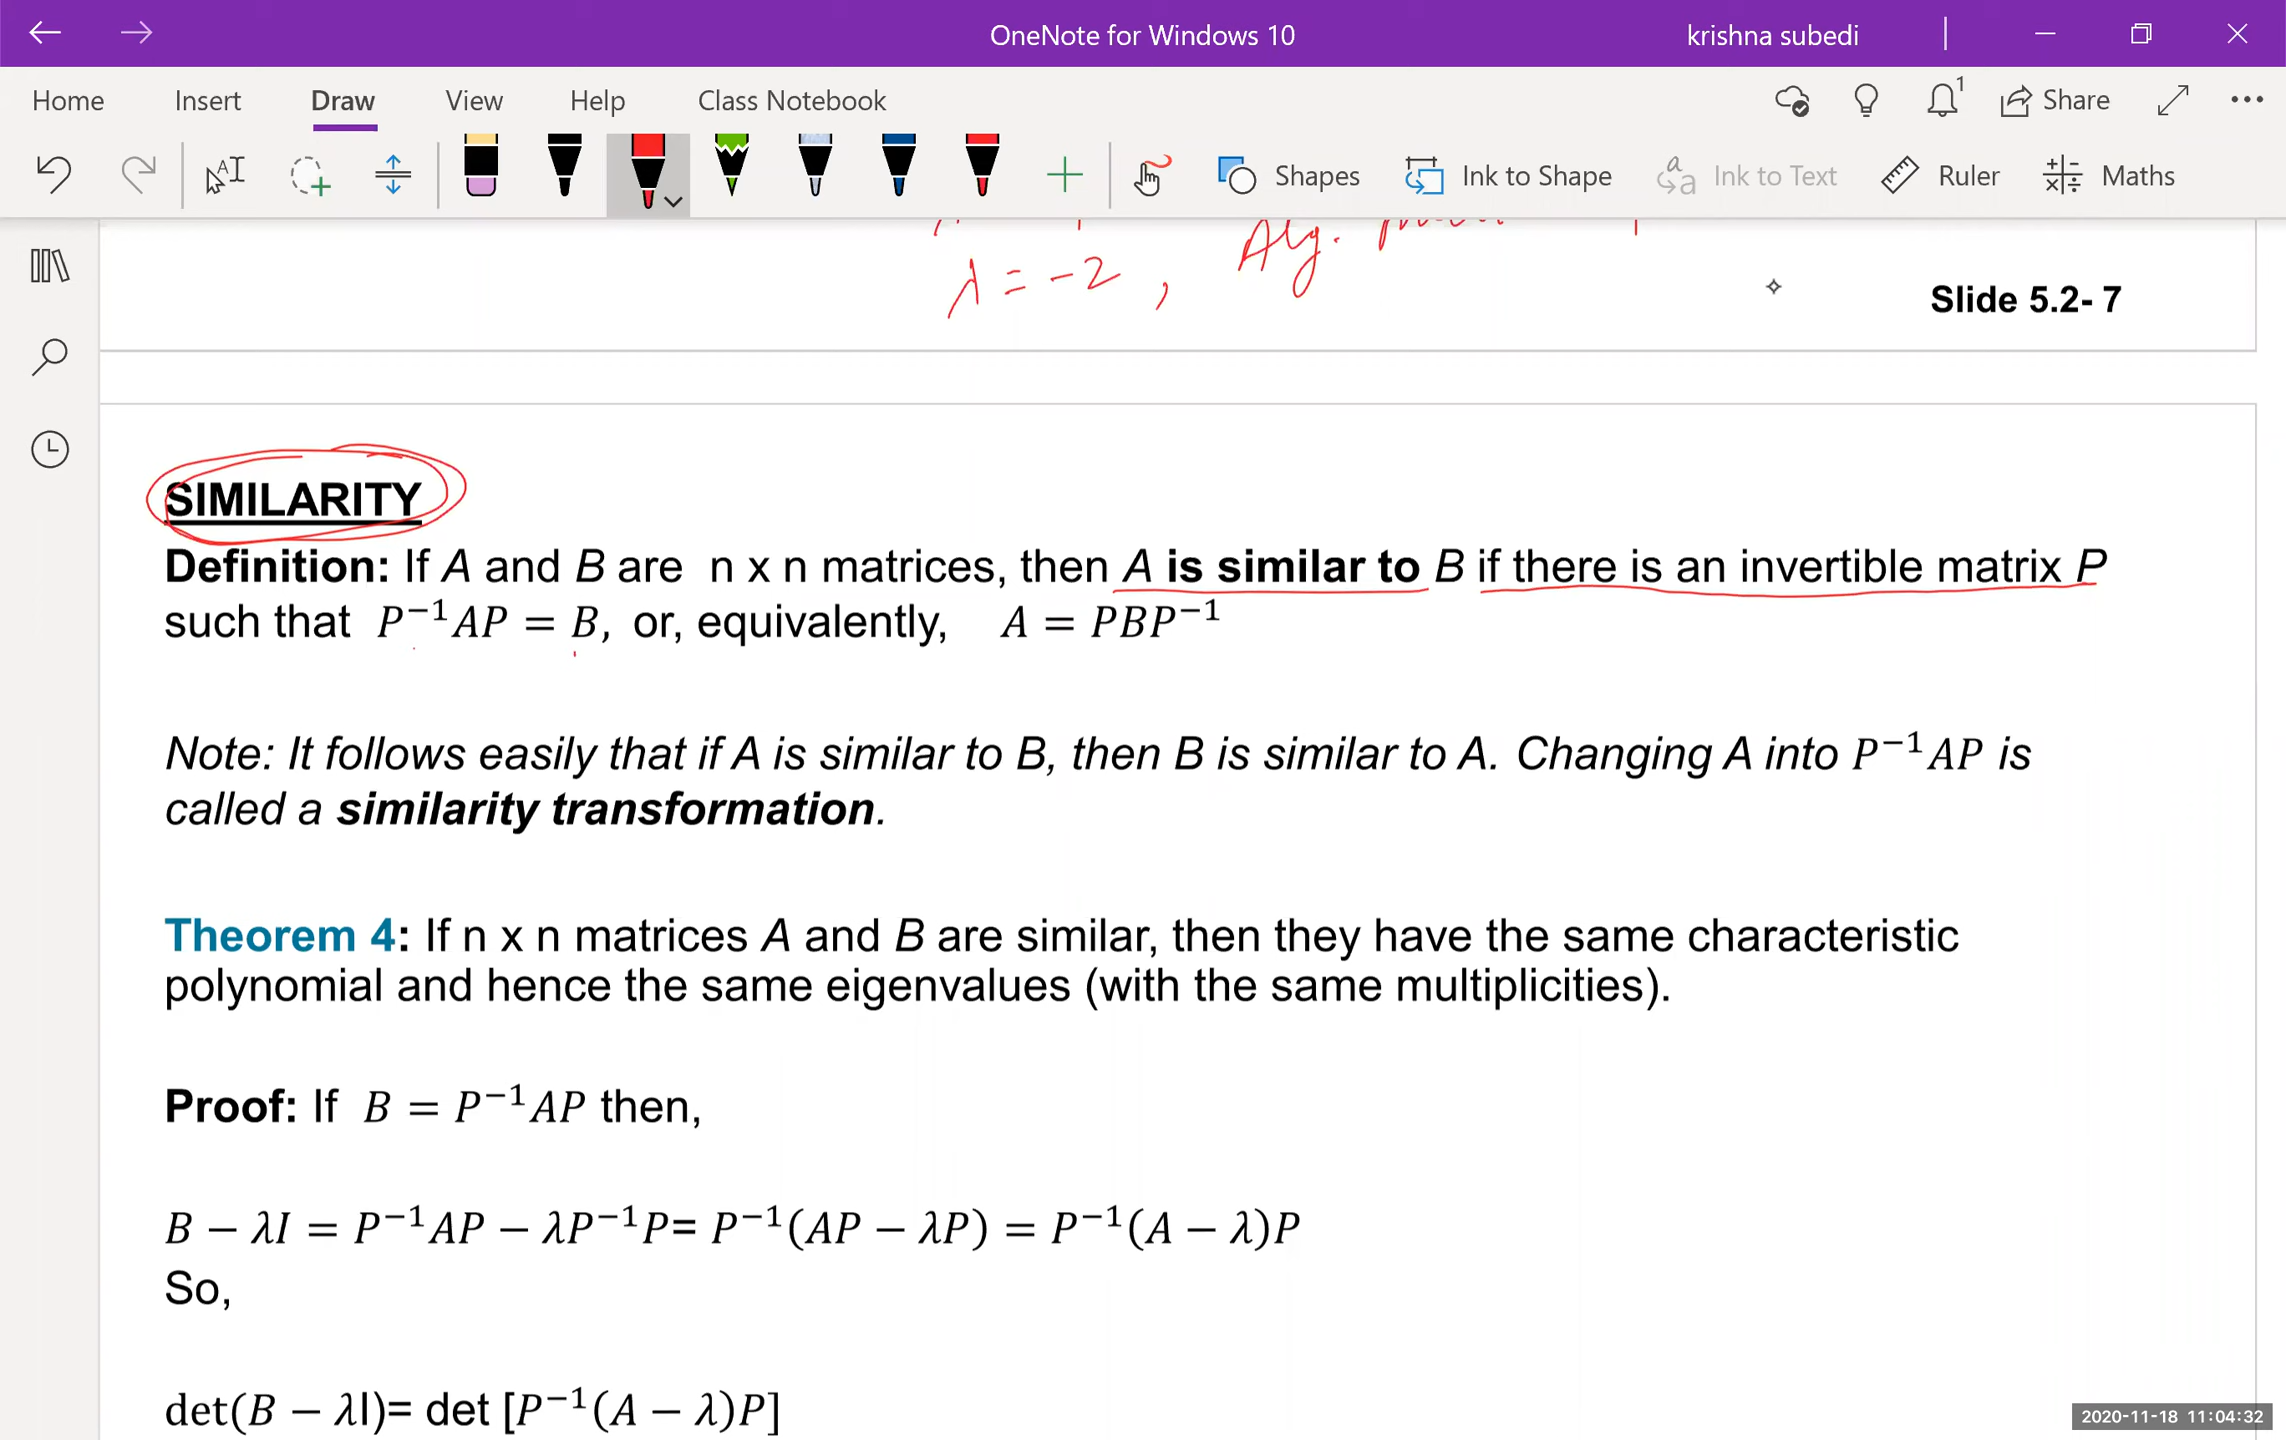 OneNote for Windows 10
krishna subedi
Home Insert Draw View Help Class Notebook
1 Share
Shapes Ink to Shape Ink to Text Ruler Maths
λ = -2 , Alg.
Slide 5.2- 7
SIMILARITY
Definition: If A and B are n x n matrices, then A is similar to B if there is an invertible matrix P
such that P⁻¹AP = B, or, equivalently, A = PBP⁻¹
Note: It follows easily that if A is similar to B, then B is similar to A. Changing A into P⁻¹AP is
called a similarity transformation.
Theorem 4: If n x n matrices A and B are similar, then they have the same characteristic
polynomial and hence the same eigenvalues (with the same multiplicities).
Proof: If B = P⁻¹AP then,
B − λI = P⁻¹AP − λP⁻¹P= P⁻¹(AP − λP) = P⁻¹(A − λ)P
So,
det(B − λI)= det [P⁻¹(A − λ)P]
2020-11-18 11:04:32